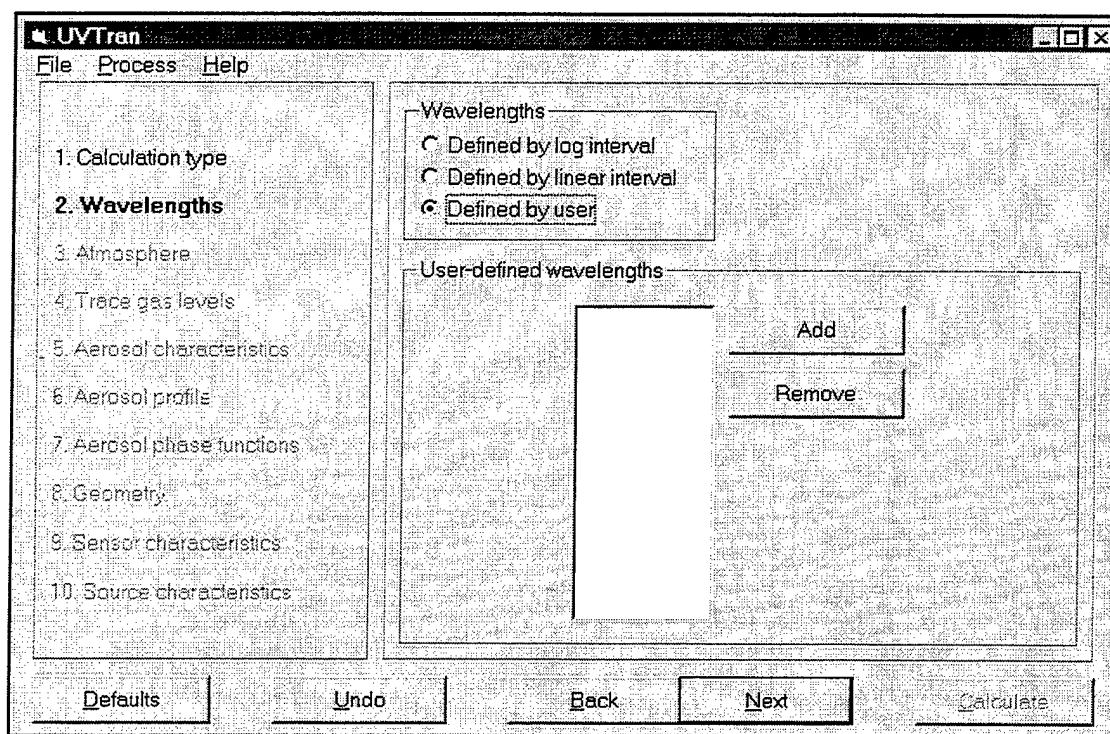 UVTran
File Process Help
1. Calculation type
2. Wavelengths
3. Atmosphere
4. Trace gas levels
5. Aerosol characteristics
6. Aerosol profile
7. Aerosol phase functions
8. Geometry
9. Sensor characteristics
10. Source characteristics
Wavelengths
Defined by log interval
Defined by linear interval
Defined by user
User-defined wavelengths
Add
Remove
Defaults Undo Back Next Calculate